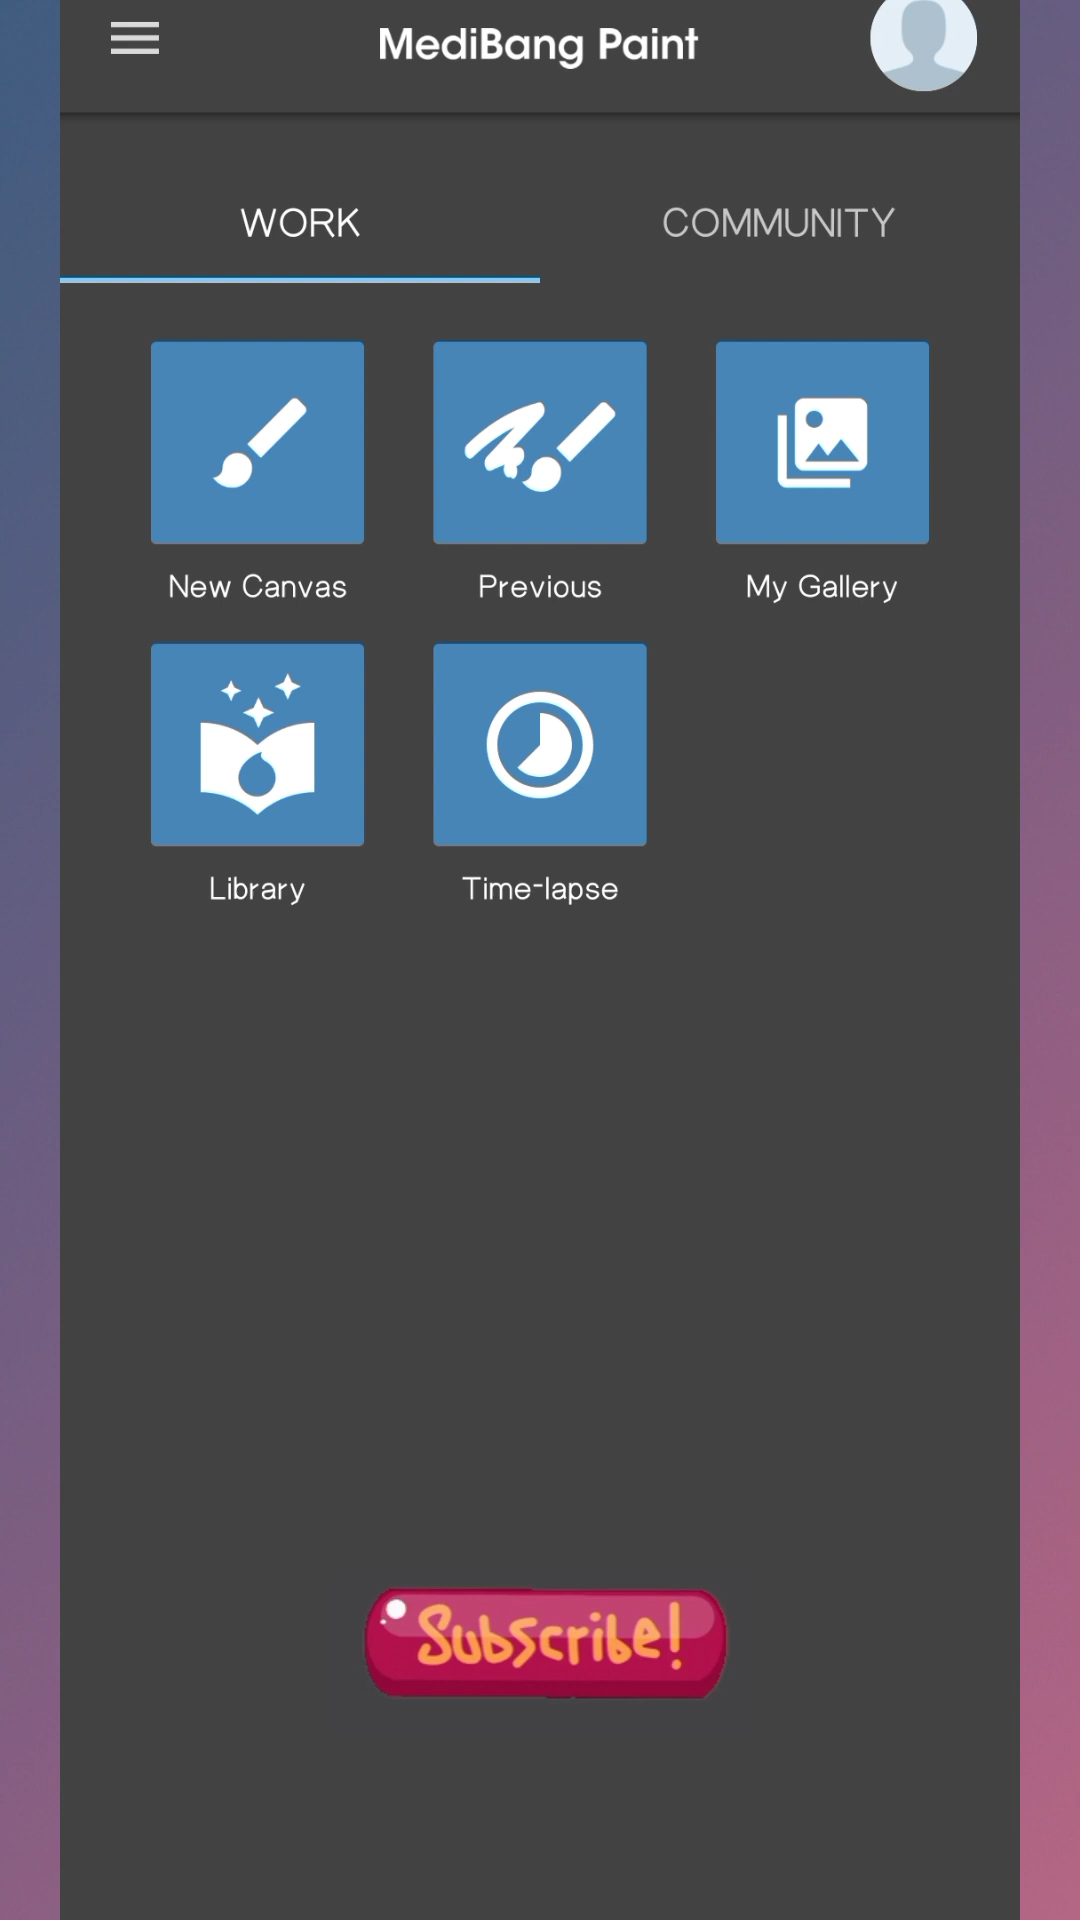 MediBang Paint
WORK
COMMUNITY
New Canvas
Previous
My Gallery
Library
Time-lapse
Subscribe!